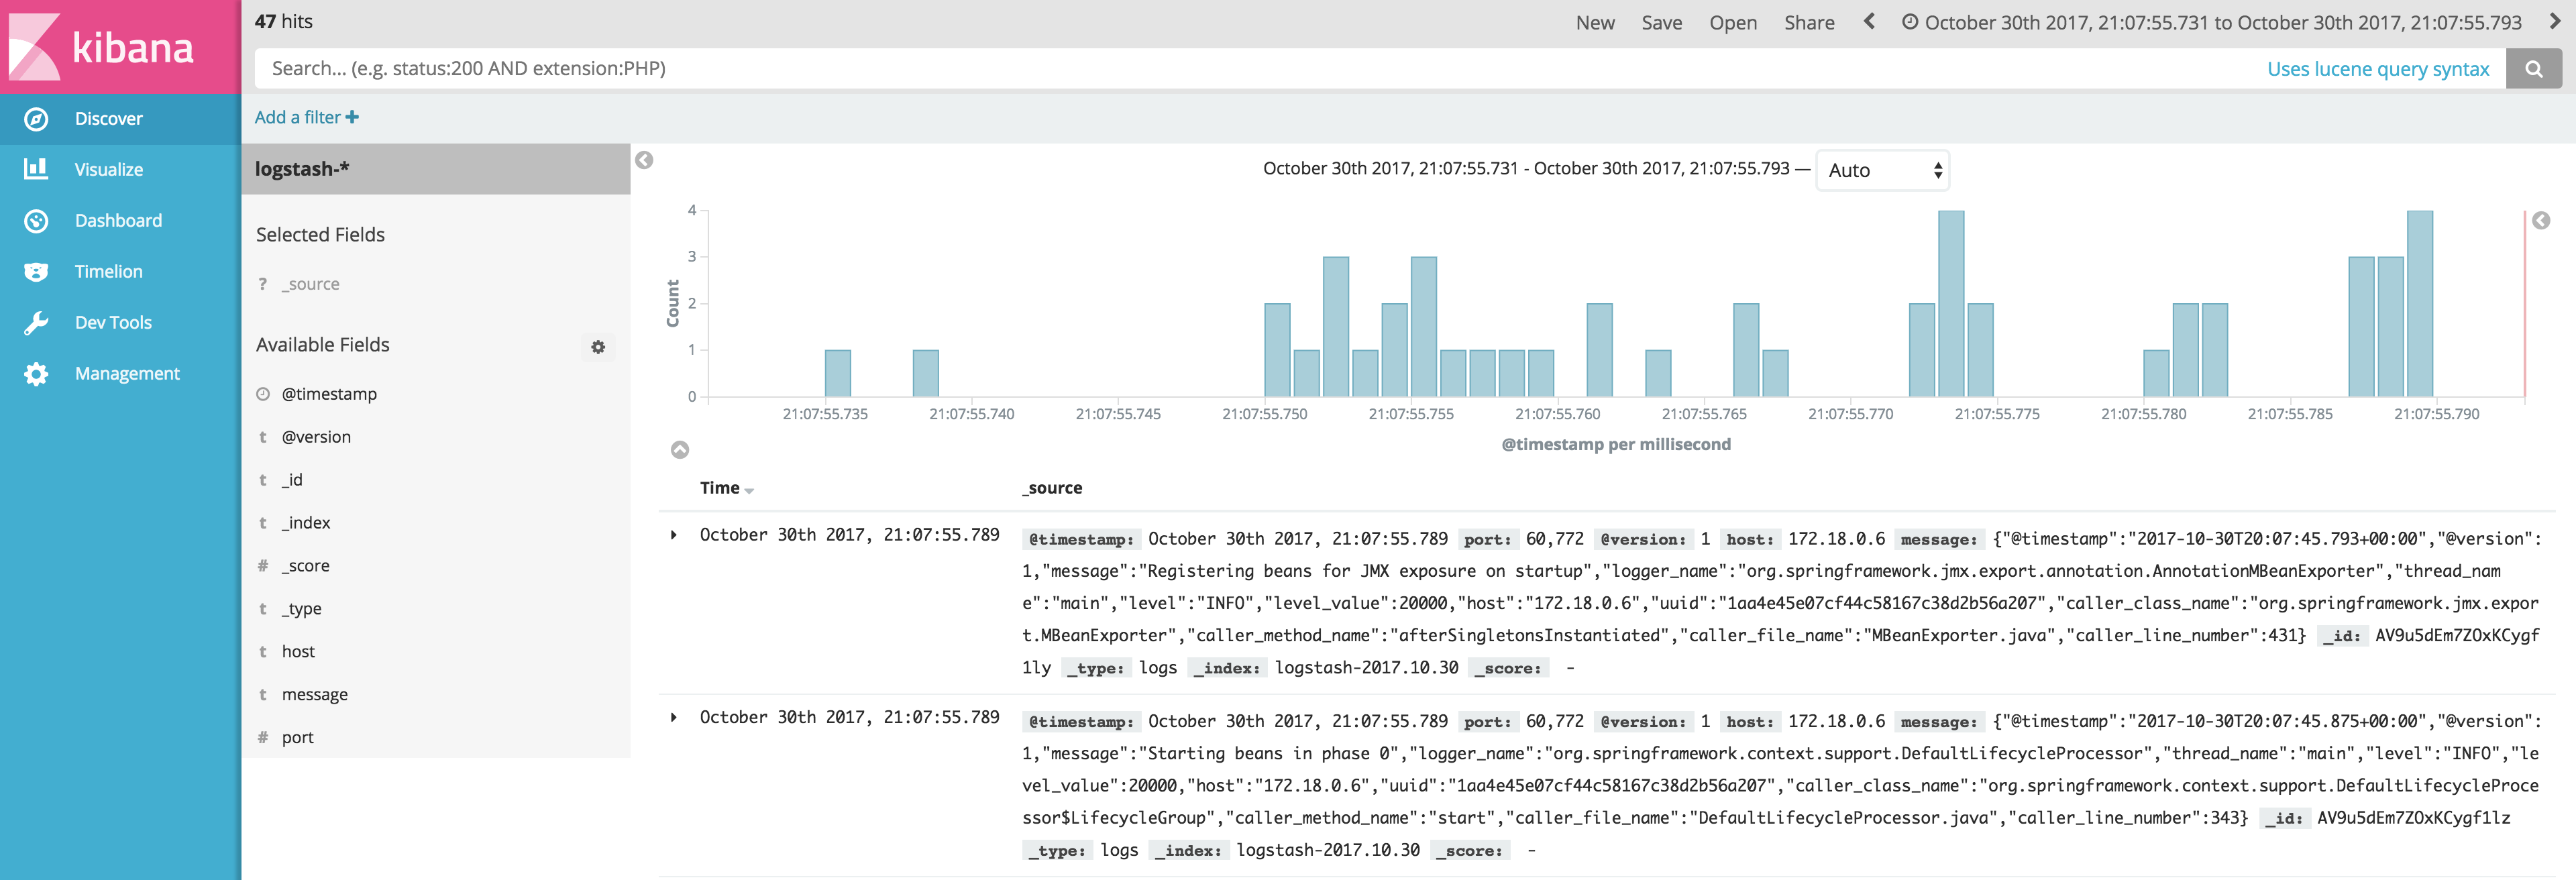 kibana
Discover
Visualize
Dashboard
Timelion
Dev Tools
Management
47 hits
New Save Open Share October 30th 2017, 21:07:55.731 to October 30th 2017, 21:07:55.793
Search... (e.g. status:200 AND extension:PHP) Uses lucene query syntax
Add a filter +
logstash-*
Selected Fields
? _source
Available Fields
@timestamp
t @version
t _id
t _index
# _score
t _type
t host
t message
# port
October 30th 2017, 21:07:55.731 - October 30th 2017, 21:07:55.793 — Auto
Count
4
3
2
1
0
21:07:55.735 21:07:55.740 21:07:55.745 21:07:55.750 21:07:55.755 21:07:55.760 21:07:55.765 21:07:55.770 21:07:55.775 21:07:55.780 21:07:55.785 21:07:55.790
@timestamp per millisecond
Time _source
October 30th 2017, 21:07:55.789 @timestamp: October 30th 2017, 21:07:55.789 port: 60,772 @version: 1 host: 172.18.0.6 message: {"@timestamp":"2017-10-30T20:07:45.793+00:00","@version":
1,"message":"Registering beans for JMX exposure on startup","logger_name":"org.springframework.jmx.export.annotation.AnnotationMBeanExporter","thread_nam
e":"main","level":"INFO","level_value":20000,"host":"172.18.0.6","uuid":"1aa4e45e07cf44c58167c38d2b56a207","caller_class_name":"org.springframework.jmx.expor
t.MBeanExporter","caller_method_name":"afterSingletonsInstantiated","caller_file_name":"MBeanExporter.java","caller_line_number":431} _id: AV9u5dEm7ZOxKCygf
1ly _type: logs _index: logstash-2017.10.30 _score: -
October 30th 2017, 21:07:55.789 @timestamp: October 30th 2017, 21:07:55.789 port: 60,772 @version: 1 host: 172.18.0.6 message: {"@timestamp":"2017-10-30T20:07:45.875+00:00","@version":
1,"message":"Starting beans in phase 0","logger_name":"org.springframework.context.support.DefaultLifecycleProcessor","thread_name":"main","level":"INFO","le
vel_value":20000,"host":"172.18.0.6","uuid":"1aa4e45e07cf44c58167c38d2b56a207","caller_class_name":"org.springframework.context.support.DefaultLifecycleProce
ssor$LifecycleGroup","caller_method_name":"start","caller_file_name":"DefaultLifecycleProcessor.java","caller_line_number":343} _id: AV9u5dEm7ZOxKCygf1lz
_type: logs _index: logstash-2017.10.30 _score: -